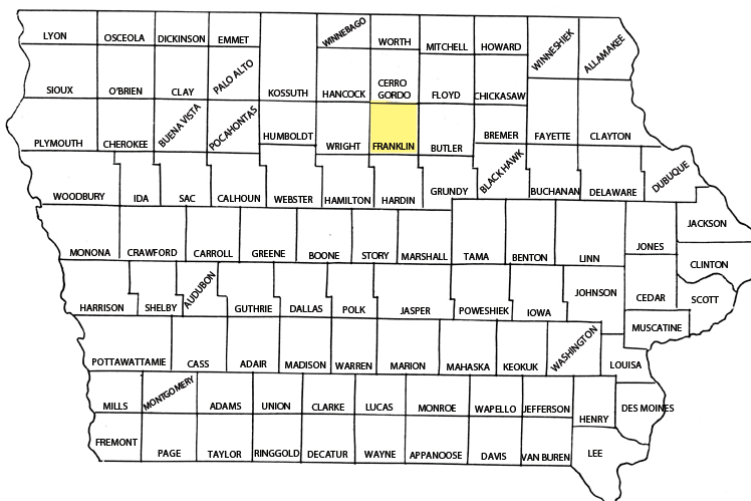 LYON OSCEOLA DICKINSON EMMET WINNEBAGO WORTH MITCHELL HOWARD WINNESHIEK ALLAMAKEE
SIOUX O'BRIEN CLAY PALO ALTO KOSSUTH HANCOCK CERRO
GORDO FLOYD CHICKASAW
PLYMOUTH CHEROKEE BUENA VISTA POCAHONTAS HUMBOLDT WRIGHT FRANKLIN BUTLER BREMER FAYETTE CLAYTON
WOODBURY IDA SAC CALHOUN WEBSTER HAMILTON HARDIN GRUNDY BLACK HAWK BUCHANAN DELAWARE DUBUQUE
MONONA CRAWFORD CARROLL GREENE BOONE STORY MARSHALL TAMA BENTON LINN JONES JACKSON
CLINTON
HARRISON SHELBY AUDUBON GUTHRIE DALLAS POLK JASPER POWESHIEK IOWA JOHNSON CEDAR SCOTT
MUSCATINE
POTTAWATTAMIE CASS ADAIR MADISON WARREN MARION MAHASKA KEOKUK WASHINGTON LOUISA
MILLS MONTGOMERY ADAMS UNION CLARKE LUCAS MONROE WAPELLO JEFFERSON HENRY DES MOINES
FREMONT PAGE TAYLOR RINGGOLD DECATUR WAYNE APPANOOSE DAVIS VAN BUREN LEE